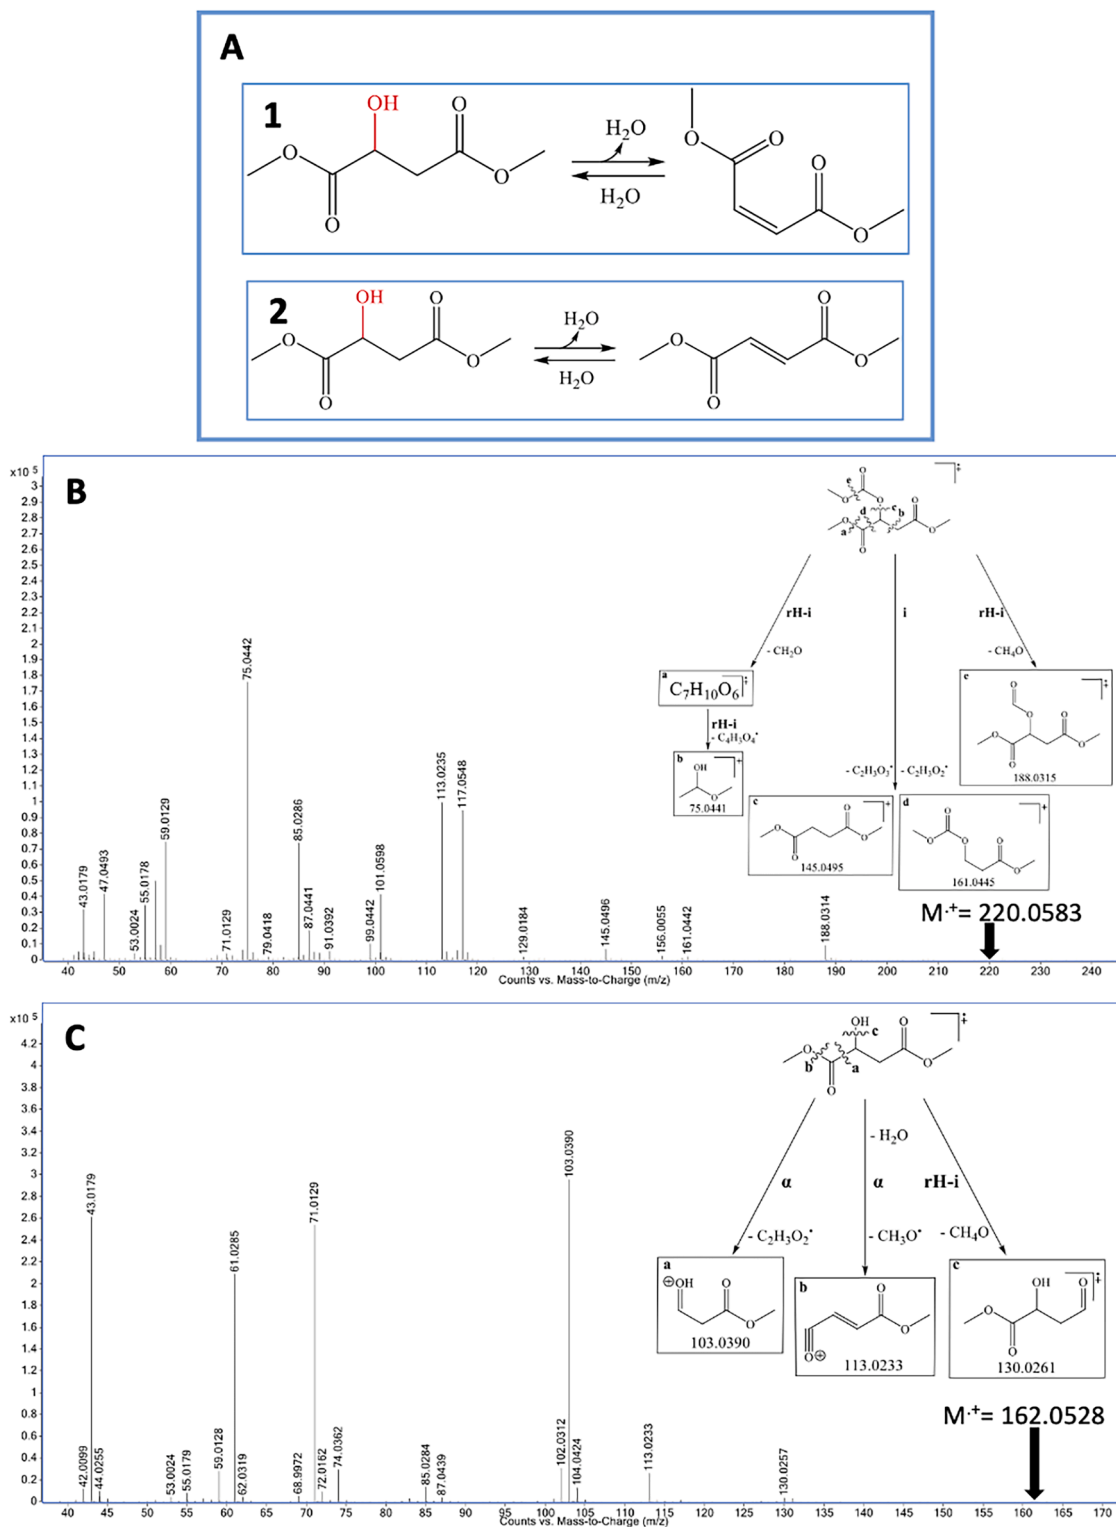 A
1
OH
O
O
O
O
H₂O
H₂O
O
O
O
O
2
OH
O
O
O
O
H₂O
H₂O
O
O
O
O
B
x10 5
3
2.9
2.8
2.7
2.6
2.5
2.4
2.3
2.2
2.1
2
1.9
1.8
1.7
1.6
1.5
1.4
1.3
1.2
1.1
1
0.9
0.8
0.7
0.6
0.5
0.4
0.3
0.2
0.1
0
43.0179
47.0493
53.0024
55.0178
59.0129
71.0129
75.0442
79.0418
85.0286
87.0441
91.0392
99.0442
101.0598
113.0235
117.0548
129.0184
145.0496
156.0055
161.0442
188.0314
e
d
c
b
a
rH-i
- CH₂O
i
rH-i
- CH₄O
a
C₇H₁₀O₆
rH-i
- C₄H₃O₄•
b
OH
O
75.0441
- C₂H₃O₃•
- C₂H₃O₂•
c
O
O
O
O
145.0495
d
161.0445
e
188.0315
M·+= 220.0583
40 50 60 70 80 90 100 110 120 130 140 150 160 170 180 190 200 210 220 230 240
Counts vs. Mass-to-Charge (m/z)
C
x10 5
4.2
4
3.8
3.6
3.4
3.2
3
2.8
2.6
2.4
2.2
2
1.8
1.6
1.4
1.2
1
0.8
0.6
0.4
0.2
0
42.0099
43.0179
44.0255
53.0024
55.0179
59.0128
61.0285
62.0319
68.9972
71.0129
72.0162
74.0362
85.0284
87.0439
102.0312
103.0390
104.0424
113.0233
130.0257
OH
c
O
O
O
O
b
a
- H₂O
α
α
rH-i
- C₂H₃O₂•
- CH₃O•
- CH₄O
a
⊕OH
O
O
103.0390
b
O
O
O⊕
113.0233
c
OH
O
O
O
130.0261
M·+= 162.0528
40 45 50 55 60 65 70 75 80 85 90 95 100 105 110 115 120 125 130 135 140 145 150 155 160 165 170
Counts vs. Mass-to-Charge (m/z)